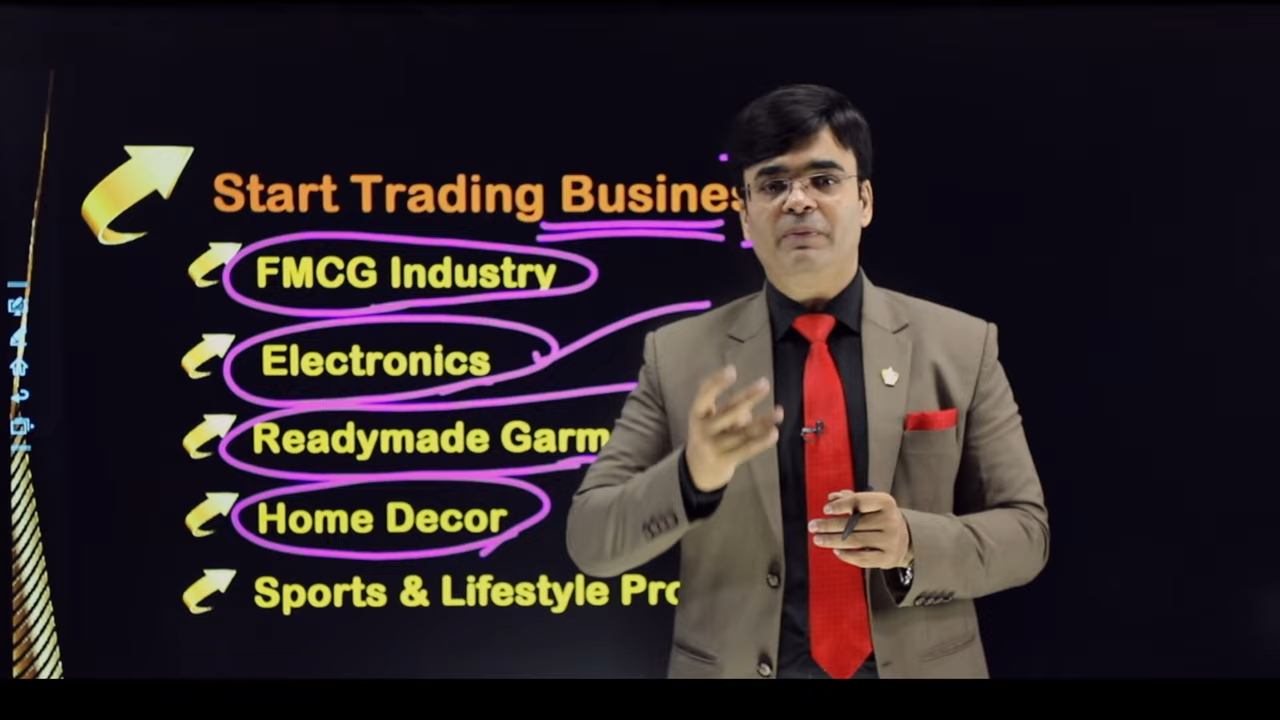 Start Trading Busines
FMCG Industry
Electronics
Readymade Garm
Home Decor
Sports & Lifestyle Pro